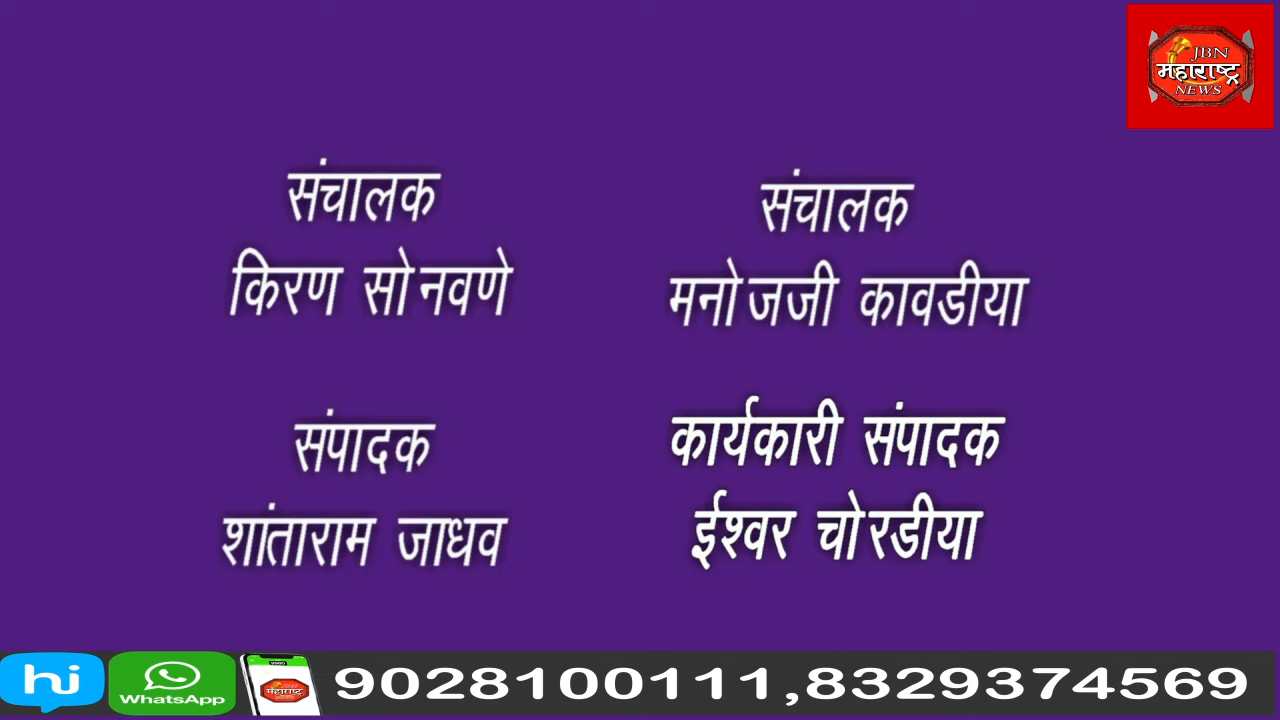 JBN
महाराष्ट्र
NEWS
संचालक
किरण सोनवणे
संचालक
मनोजजी कावडीया
संपादक
शांताराम जाधव
कार्यकारी संपादक
ईश्वर चोरडीया
hi
WhatsApp
महाराष्ट्र
9028100111,8329374569